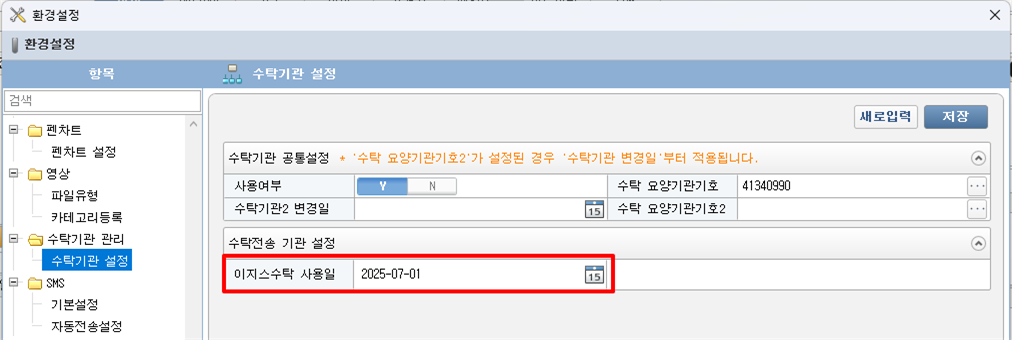 환경설정
환경설정
항목
수탁기관 설정
검색
새로입력
저장
펜차트
펜차트 설정
영상
파일유형
카테고리등록
수탁기관 관리
수탁기관 설정
SMS
기본설정
자동전송설정
수탁기관 공통설정 * '수탁 요양기관기호2'가 설정된 경우 '수탁기관 변경일'부터 적용됩니다.
사용여부 Y N 수탁 요양기관기호 41340990 ...
수탁기관2 변경일 15 수탁 요양기관기호2 ...
수탁전송 기관 설정
이지스수탁 사용일 2025-07-01 15